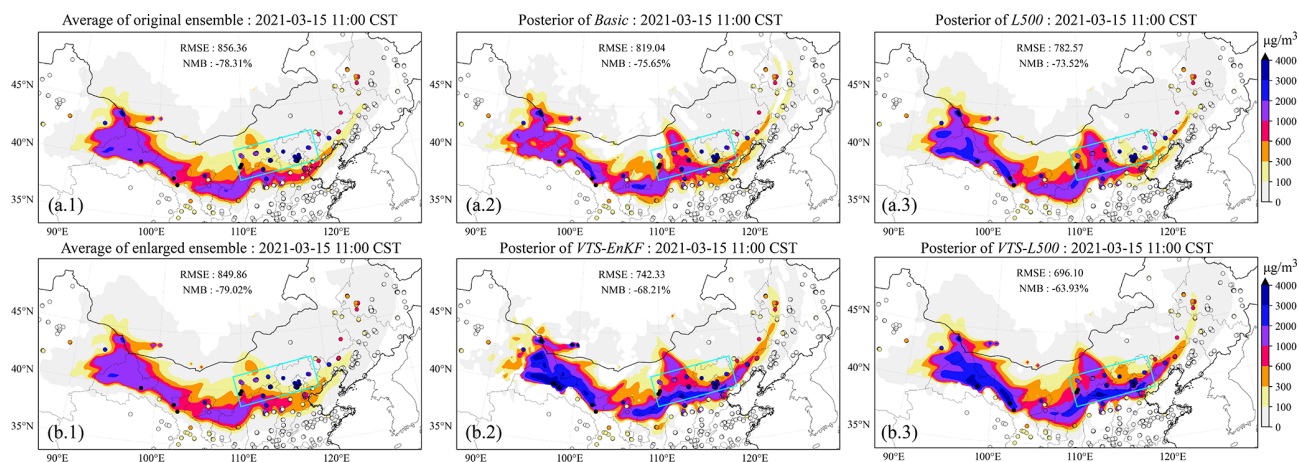 Average of original ensemble : 2021-03-15 11:00 CST
Posterior of Basic : 2021-03-15 11:00 CST
Posterior of L500 : 2021-03-15 11:00 CST
μg/m³
RMSE : 856.36
NMB : -78.31%
RMSE : 819.04
NMB : -75.65%
RMSE : 782.57
NMB : -73.52%
45°N
40°N
35°N
45°N
40°N
35°N
45°N
40°N
35°N
4000
3000
2000
1000
600
300
100
0
(a.1)
(a.2)
(a.3)
90°E 100°E 110°E 120°E
90°E 100°E 110°E 120°E
90°E 100°E 110°E 120°E
Average of enlarged ensemble : 2021-03-15 11:00 CST
Posterior of VTS-EnKF : 2021-03-15 11:00 CST
Posterior of VTS-L500 : 2021-03-15 11:00 CST
μg/m³
RMSE : 849.86
NMB : -79.02%
RMSE : 742.33
NMB : -68.21%
RMSE : 696.10
NMB : -63.93%
45°N
40°N
35°N
45°N
40°N
35°N
45°N
40°N
35°N
4000
3000
2000
1000
600
300
100
0
(b.1)
(b.2)
(b.3)
90°E 100°E 110°E 120°E
90°E 100°E 110°E 120°E
90°E 100°E 110°E 120°E